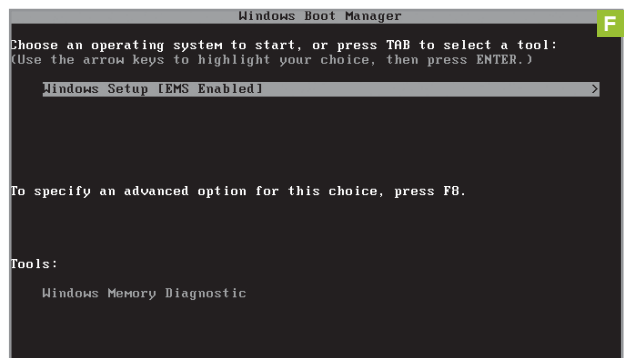 Windows Boot Manager
F
Choose an operating system to start, or press TAB to select a tool:
(Use the arrow keys to highlight your choice, then press ENTER.)
Windows Setup [EMS Enabled] >
To specify an advanced option for this choice, press F8.
Tools:
Windows Memory Diagnostic